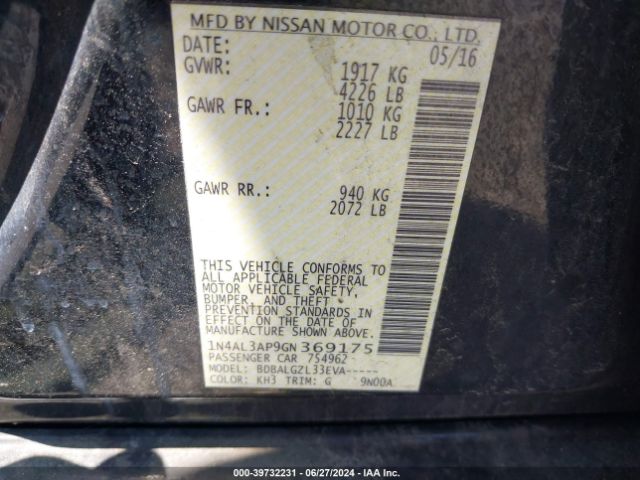 MFD BY NISSAN MOTOR CO., LTD.
DATE: 05/16
GVWR: 1917 KG
4226 LB
GAWR FR.: 1010 KG
2227 LB
GAWR RR.: 940 KG
2072 LB
THIS VEHICLE CONFORMS TO
ALL APPLICABLE FEDERAL
MOTOR VEHICLE SAFETY,
BUMPER, AND THEFT
PREVENTION STANDARDS IN
EFFECT ON THE DATE OF
MANUFACTURE SHOWN ABOVE.
1N4AL3AP9GN369175
PASSENGER CAR 754962
MODEL: BDBALGZL33EVA-----
COLOR: KH3 TRIM: G 9N00A
000-39732231 - 06/27/2024 - IAA Inc.